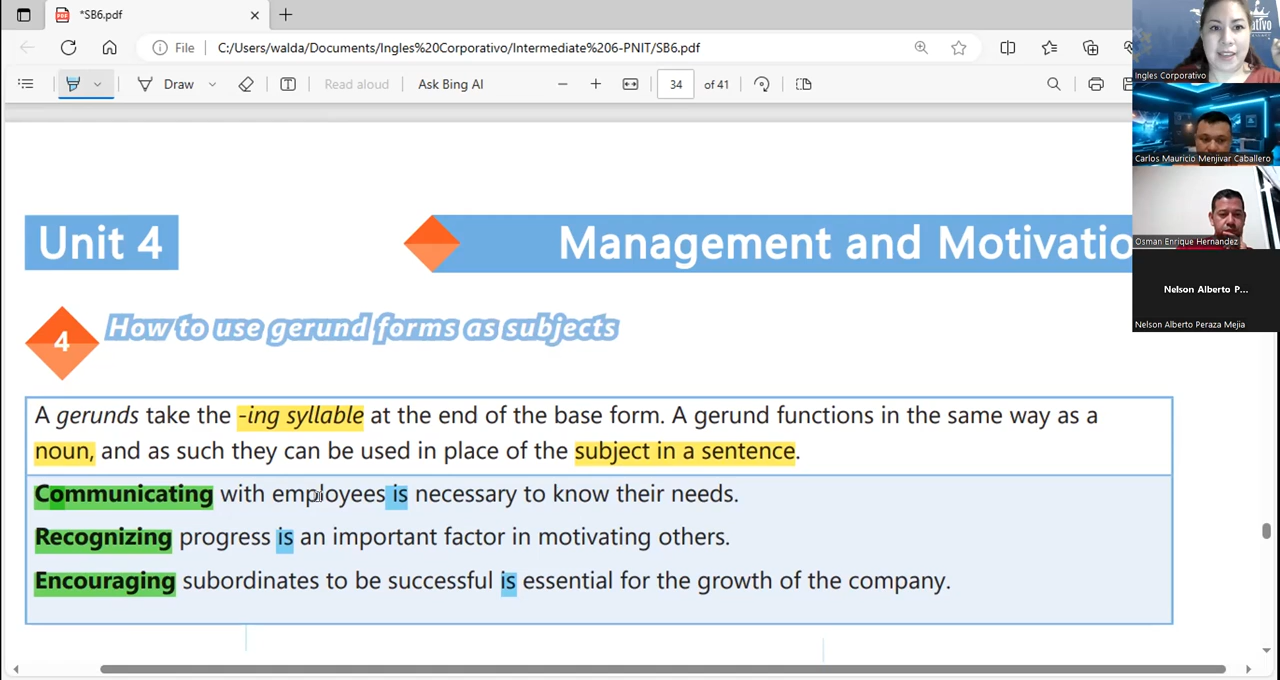 *SB6.pdf
File C:/Users/walda/Documents/Ingles%20Corporativo/Intermediate%206-PNIT/SB6.pdf
Draw Read aloud Ask Bing AI 34 of 41
Ingles Corporativo
Carlos Mauricio Menjivar Caballero
Osman Enrique Hernandez
Nelson Alberto P...
Nelson Alberto Peraza Mejia
Unit 4 Management and Motivatio
4 How to use gerund forms as subjects
A gerunds take the -ing syllable at the end of the base form. A gerund functions in the same way as a
noun, and as such they can be used in place of the subject in a sentence.
Communicating with employees is necessary to know their needs.
Recognizing progress is an important factor in motivating others.
Encouraging subordinates to be successful is essential for the growth of the company.